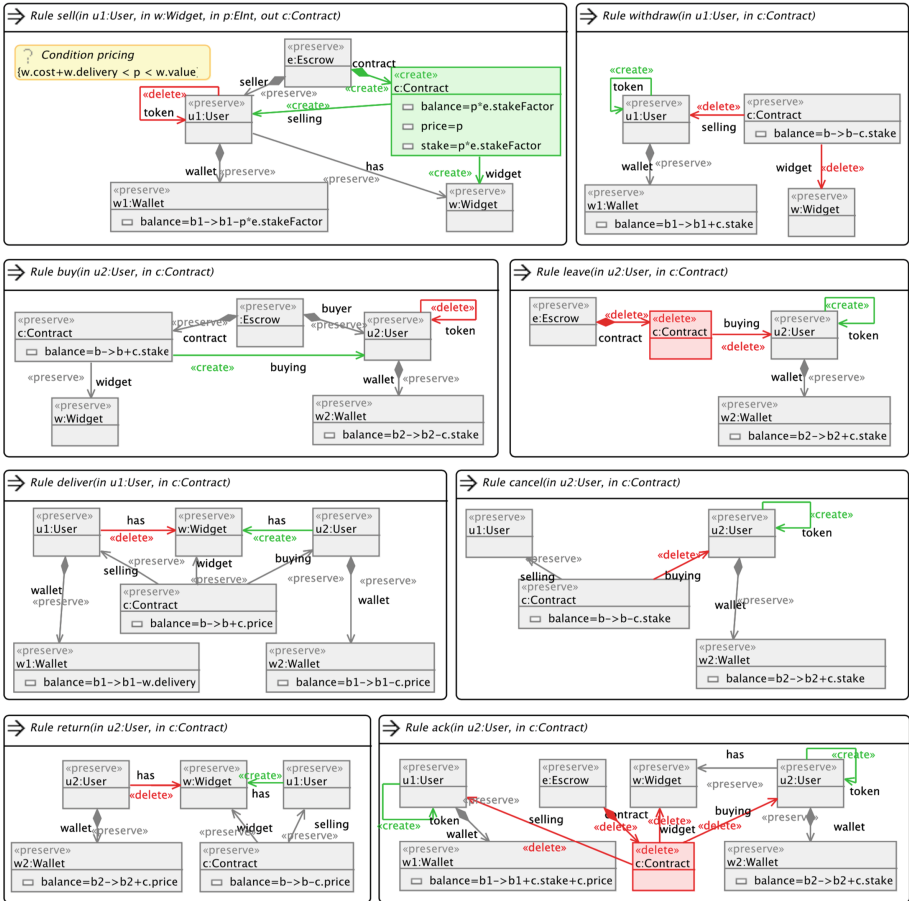 Rule sell(in u1:User, in w:Widget, in p:EInt, out c:Contract)
? Condition pricing
{w.cost+w.delivery < p < w.value}
«preserve»
e:Escrow
contract
«create»
seller
«preserve»
«create»
c:Contract
balance=p*e.stakeFactor
price=p
stake=p*e.stakeFactor
«delete»
token
«preserve»
u1:User
«create»
selling
has
«preserve»
wallet
«preserve»
«create»
widget
«preserve»
w1:Wallet
balance=b1->b1-p*e.stakeFactor
«preserve»
w:Widget
Rule withdraw(in u1:User, in c:Contract)
«create»
token
«preserve»
u1:User
«delete»
selling
«preserve»
c:Contract
balance=b->b-c.stake
wallet
«preserve»
widget
«delete»
«preserve»
w1:Wallet
balance=b1->b1+c.stake
«preserve»
w:Widget
Rule buy(in u2:User, in c:Contract)
«preserve»
c:Contract
balance=b->b+c.stake
«preserve»
contract
«preserve»
:Escrow
buyer
«preserve»
«preserve»
u2:User
«delete»
token
«create»
buying
«preserve»
widget
wallet
«preserve»
«preserve»
w:Widget
«preserve»
w2:Wallet
balance=b2->b2-c.stake
Rule leave(in u2:User, in c:Contract)
«preserve»
e:Escrow
«delete»
contract
«delete»
c:Contract
buying
«delete»
«preserve»
u2:User
«create»
token
wallet
«preserve»
«preserve»
w2:Wallet
balance=b2->b2+c.stake
Rule deliver(in u1:User, in c:Contract)
«preserve»
u1:User
has
«delete»
«preserve»
w:Widget
has
«create»
«preserve»
u2:User
selling
«preserve»
widget
buying
«preserve»
wallet
«preserve»
«preserve»
wallet
«preserve»
c:Contract
balance=b->b+c.price
«preserve»
w1:Wallet
balance=b1->b1-w.delivery
«preserve»
w2:Wallet
balance=b1->b1-c.price
Rule cancel(in u2:User, in c:Contract)
«preserve»
u1:User
«preserve»
selling
«delete»
buying
«preserve»
u2:User
«create»
token
«preserve»
c:Contract
balance=b->b-c.stake
wallet
«preserve»
«preserve»
w2:Wallet
balance=b2->b2+c.stake
Rule return(in u2:User, in c:Contract)
«preserve»
u2:User
has
«delete»
«preserve»
w:Widget
«create»
has
«preserve»
u1:User
wallet
«preserve»
widget
«preserve»
selling
«preserve»
«preserve»
w2:Wallet
balance=b2->b2+c.price
«preserve»
c:Contract
balance=b->b-c.price
Rule ack(in u2:User, in c:Contract)
«preserve»
u1:User
«create»
token
«preserve»
wallet
«preserve»
e:Escrow
selling
«delete»
contract
«delete»
«preserve»
w:Widget
«delete»
widget
has
«preserve»
buying
«delete»
«preserve»
u2:User
«create»
token
«preserve»
wallet
«preserve»
w1:Wallet
balance=b1->b1+c.stake+c.price
«delete»
c:Contract
«preserve»
w2:Wallet
balance=b2->b2+c.stake